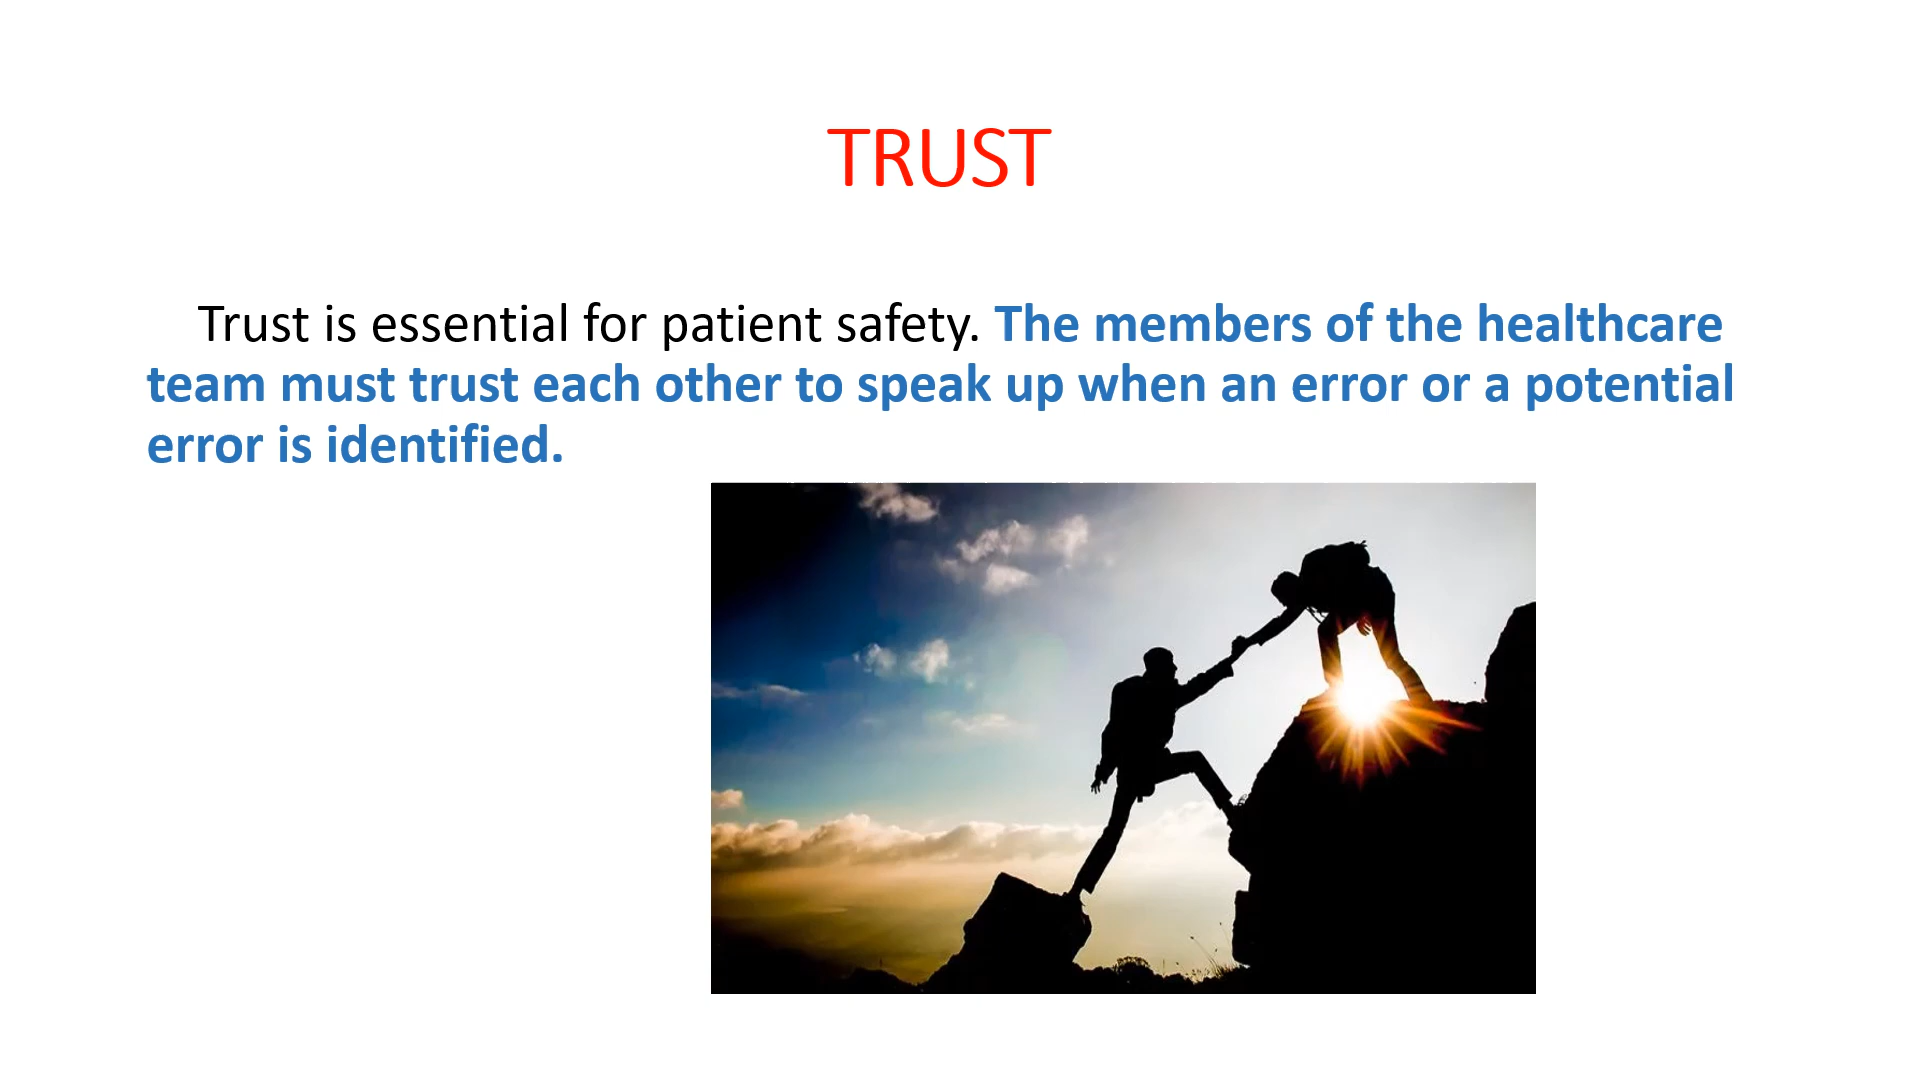 TRUST
Trust is essential for patient safety. The members of the healthcare
team must trust each other to speak up when an error or a potential
error is identified.